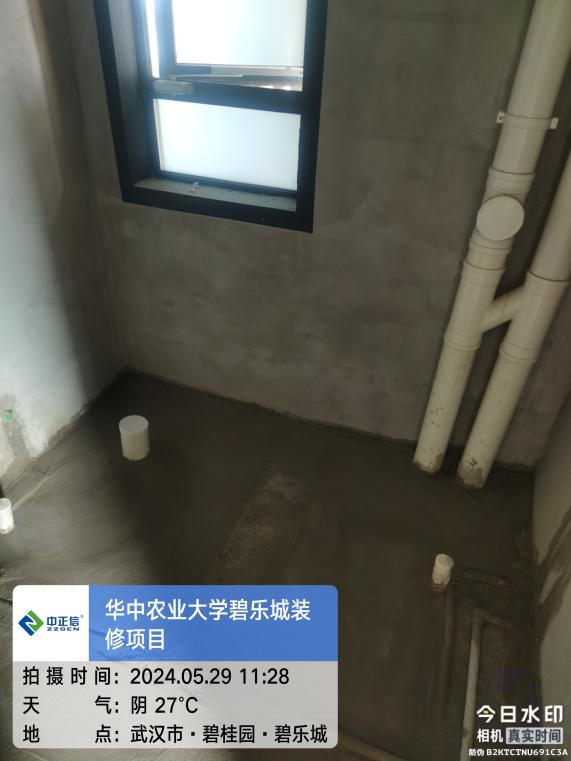 中正信®
ZZGEN
华中农业大学碧乐城装
修项目
拍摄时间：2024.05.29 11:28
天气：阴 27℃
地点：武汉市·碧桂园·碧乐城
今日水印
相机 真实时间
防伪 B2KTCTNU691C3A